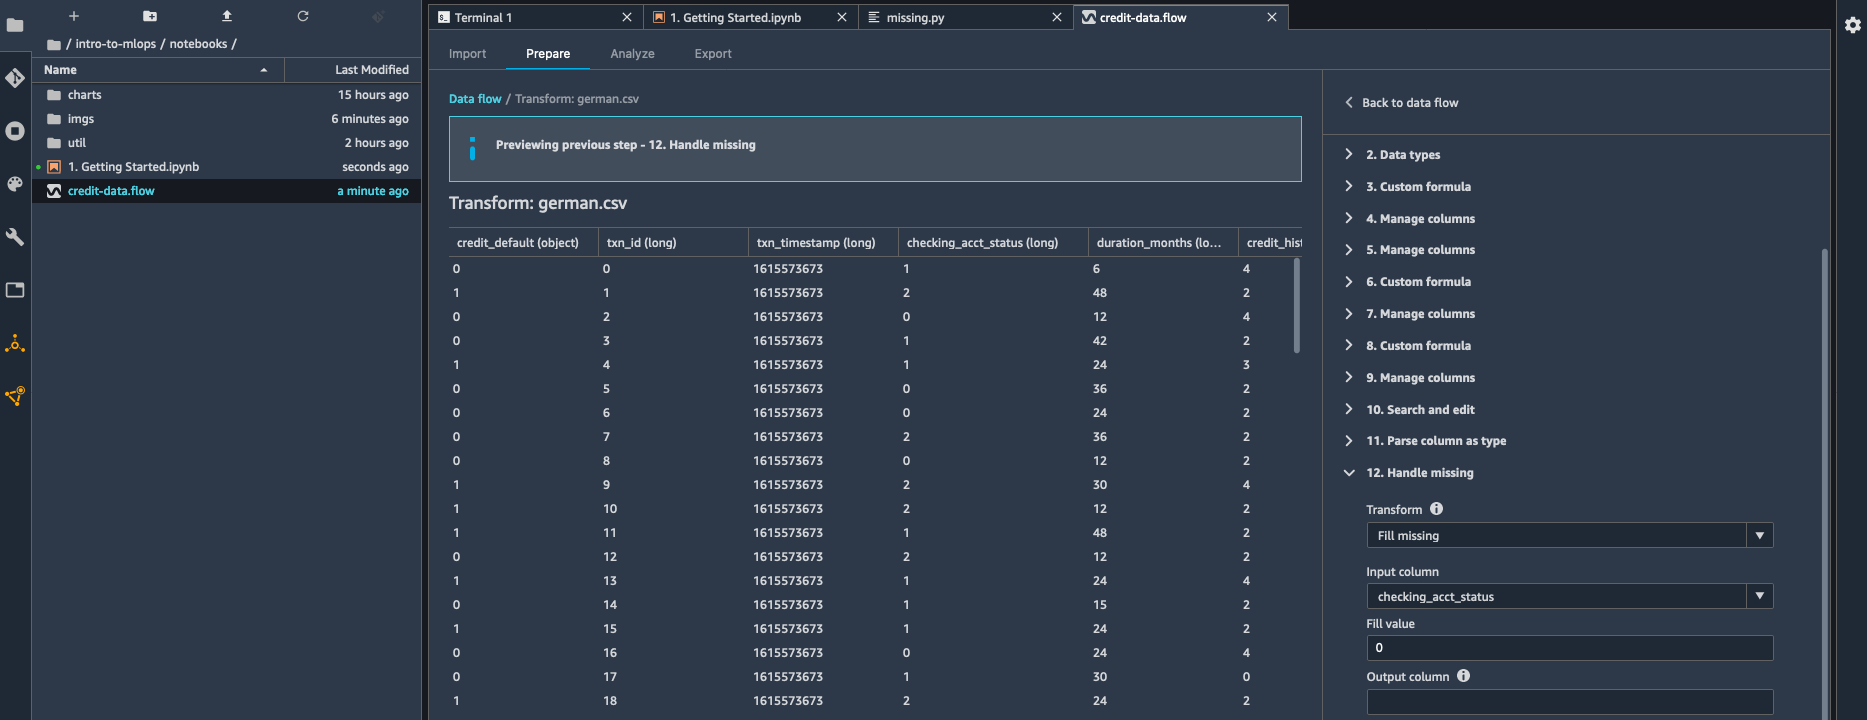 / intro-to-mlops / notebooks /
Name Last Modified
charts 15 hours ago
imgs 6 minutes ago
util 2 hours ago
1. Getting Started.ipynb seconds ago
credit-data.flow a minute ago
Terminal 1
1. Getting Started.ipynb
missing.py
credit-data.flow
Import Prepare Analyze Export
Data flow / Transform: german.csv
Previewing previous step - 12. Handle missing
Transform: german.csv
credit_default (object) txn_id (long) txn_timestamp (long) checking_acct_status (long) duration_months (lo... credit_hist
0 0 1615573673 1 6 4
1 1 1615573673 2 48 2
0 2 1615573673 0 12 4
0 3 1615573673 1 42 2
1 4 1615573673 1 24 3
0 5 1615573673 0 36 2
0 6 1615573673 0 24 2
0 7 1615573673 2 36 2
0 8 1615573673 0 12 2
1 9 1615573673 2 30 4
1 10 1615573673 2 12 2
1 11 1615573673 1 48 2
0 12 1615573673 2 12 2
1 13 1615573673 1 24 4
0 14 1615573673 1 15 2
1 15 1615573673 1 24 2
0 16 1615573673 0 24 4
0 17 1615573673 1 30 0
1 18 1615573673 2 24 2
Back to data flow
2. Data types
3. Custom formula
4. Manage columns
5. Manage columns
6. Custom formula
7. Manage columns
8. Custom formula
9. Manage columns
10. Search and edit
11. Parse column as type
12. Handle missing
Transform
Fill missing
Input column
checking_acct_status
Fill value
0
Output column